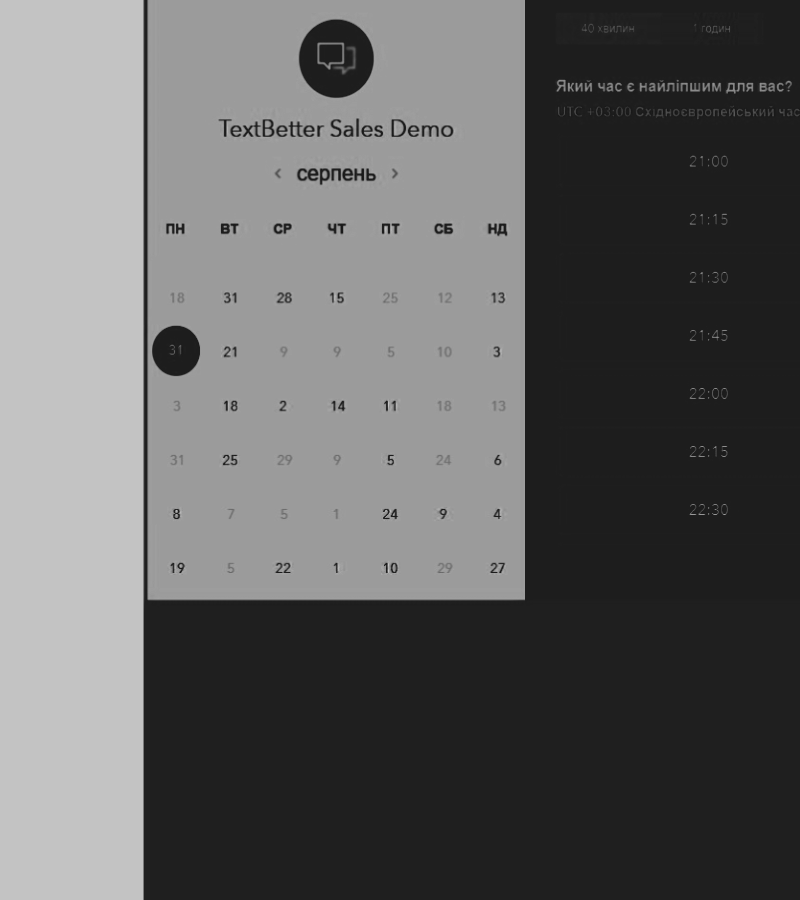 TextBetter Sales Demo
‹ серпень ›
ПН ВТ СР ЧТ ПТ СБ НД
18 31 28 15 25 12 13
31 21 9 9 5 10 3
3 18 2 14 11 18 13
31 25 29 9 5 24 6
8 7 5 1 24 9 4
19 5 22 1 10 29 27
40 хвилин 1 годин
Який час є найліпшим для вас?
UTC +03:00 Східноєвропейський час
21:00
21:15
21:30
21:45
22:00
22:15
22:30